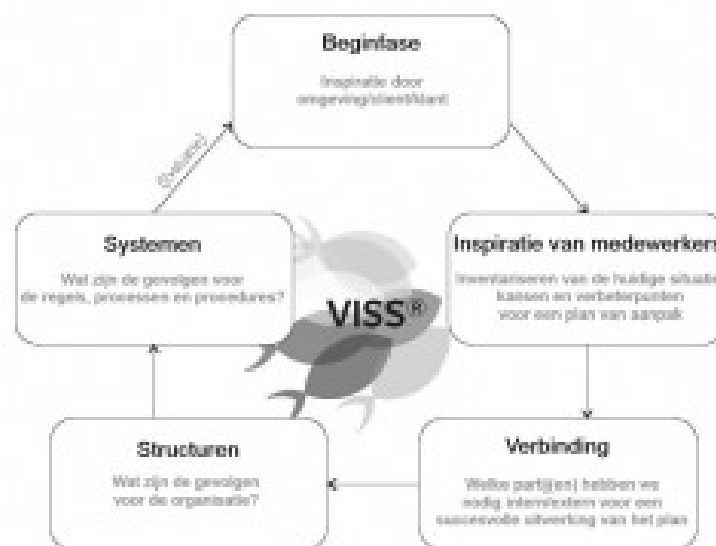 Beginfase
Inspiratie door
omgeving/client/klant
(Evaluatie)
Systemen
Wat zijn de gevolgen voor
de regels, processen en procedures?
Inspiratie van medewerkers
Inventariseren van de huidige situatie
kansen en verbeterpunten
voor een plan van aanpak
VISS®
Structuren
Wat zijn de gevolgen
voor de organisatie?
Verbinding
Welke partij(en) hebben we
nodig intern/extern voor een
succesvolle uitwerking van het plan